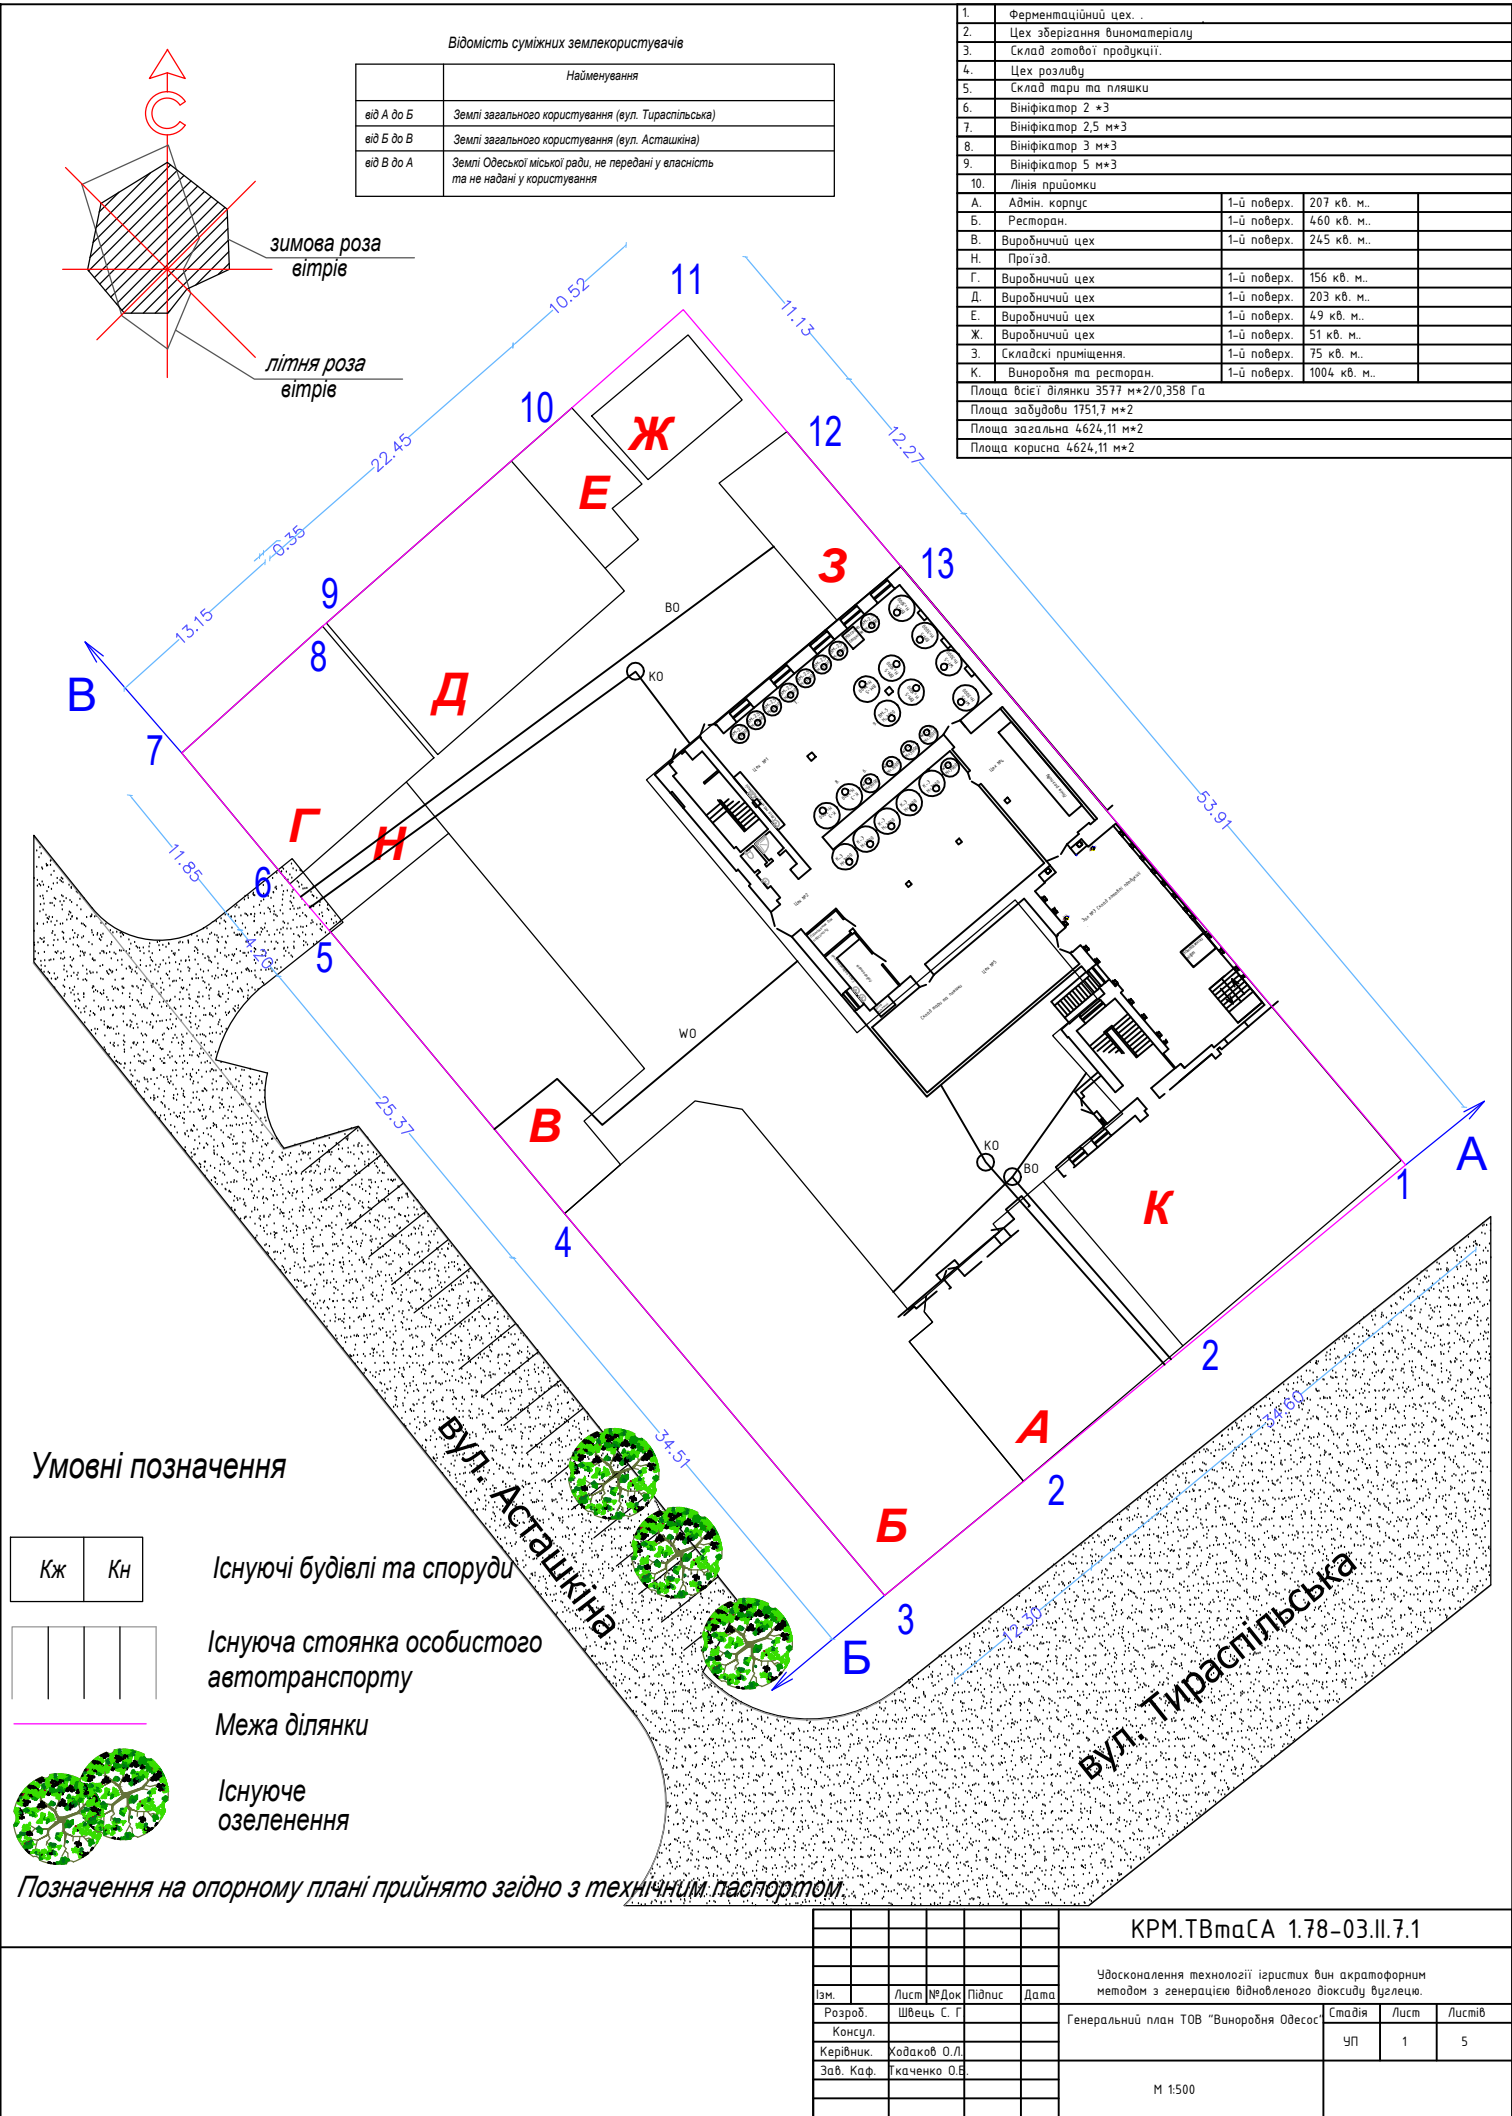 Відомість суміжних землекористувачів
Найменування
від А до Б Землі загального користування (вул. Тираспільська)
від Б до В Землі загального користування (вул. Асташкіна)
від В до А Землі Одеської міської ради, не передані у власність
та не надані у користування
1. Ферментаційний цех. .
2. Цех зберігання виноматеріалу
3. Склад готової продукції.
4. Цех розливу
5. Склад тари та пляшки
6. Вініфікатор 2 *3
7. Вініфікатор 2,5 м*3
8. Вініфікатор 3 м*3
9. Вініфікатор 5 м*3
10. Лінія прийомки
А. Адмін. корпус 1-й поверх. 207 кв. м..
Б. Ресторан. 1-й поверх. 460 кв. м..
В. Виробничий цех 1-й поверх. 245 кв. м..
Н. Проїзд.
Г. Виробничий цех 1-й поверх. 156 кв. м..
Д. Виробничий цех 1-й поверх. 203 кв. м..
Е. Виробничий цех 1-й поверх. 49 кв. м..
Ж. Виробничий цех 1-й поверх. 51 кв. м..
З. Складскі приміщення. 1-й поверх. 75 кв. м..
К. Виноробня та ресторан. 1-й поверх. 1004 кв. м..
Площа всієї ділянки 3577 м*2/0,358 Га
Площа забудови 1751,7 м*2
Площа загальна 4624,11 м*2
Площа корисна 4624,11 м*2
С
зимова роза
вітрів
літня роза
вітрів
10.52
11
11.13
22.45
10
Ж
12
12.27
Е
0.35
13.15
9
8
З
13
ВО
КО
В
Д
7
53.91
Г
Н
11.85
6
5
4.20
WO
25.37
В
4
КО
ВО
А
1
К
2
34.60
А
2
34.51
Б
3
12.30
Б
вул. Асташкіна
вул. Тираспільська
Умовні позначення
Кж Кн
Існуючі будівлі та споруди
Існуюча стоянка особистого
автотранспорту
Межа ділянки
Існуюче
озеленення
Позначення на опорному плані прийнято згідно з технічним паспортом.
КРМ.ТВтаСА 1.78-03.ІІ.7.1
Удосконалення технології ігристих вин акратофорним
методом з генерацією відновленого діоксиду вуглецю.
Ізм. Лист №Док Підпис Дата
Розроб. Швець С. Г
Консул.
Керівник. Ходаков О.Л.
Зав. Каф. Ткаченко О.Б.
Генеральний план ТОВ "Виноробня Одесос"
Стадія Лист Листів
УП 1 5
М 1:500